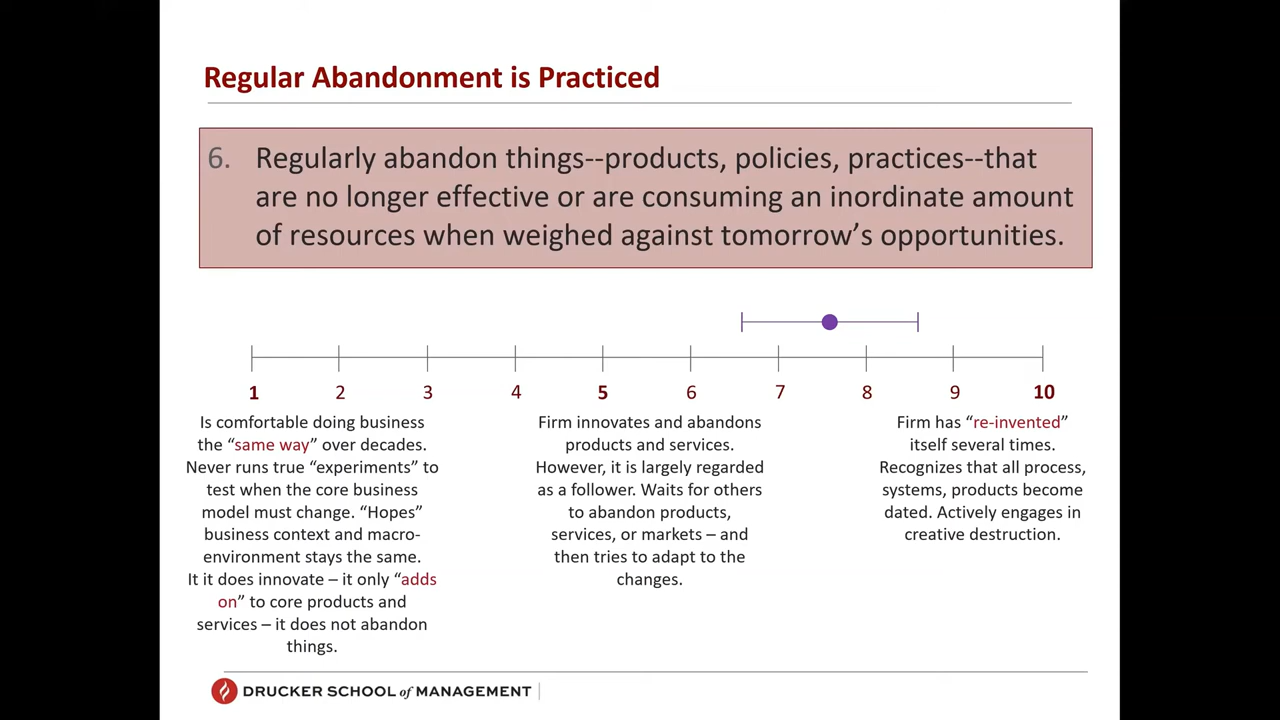 Regular Abandonment is Practiced
6. Regularly abandon things--products, policies, practices--that
are no longer effective or are consuming an inordinate amount
of resources when weighed against tomorrow’s opportunities.
1 2 3 4 5 6 7 8 9 10
Is comfortable doing business
the “same way” over decades.
Never runs true “experiments” to
test when the core business
model must change. “Hopes”
business context and macro-
environment stays the same.
It it does innovate – it only “adds
on” to core products and
services – it does not abandon
things.
Firm innovates and abandons
products and services.
However, it is largely regarded
as a follower. Waits for others
to abandon products,
services, or markets – and
then tries to adapt to the
changes.
Firm has “re-invented”
itself several times.
Recognizes that all process,
systems, products become
dated. Actively engages in
creative destruction.
DRUCKER SCHOOL of MANAGEMENT